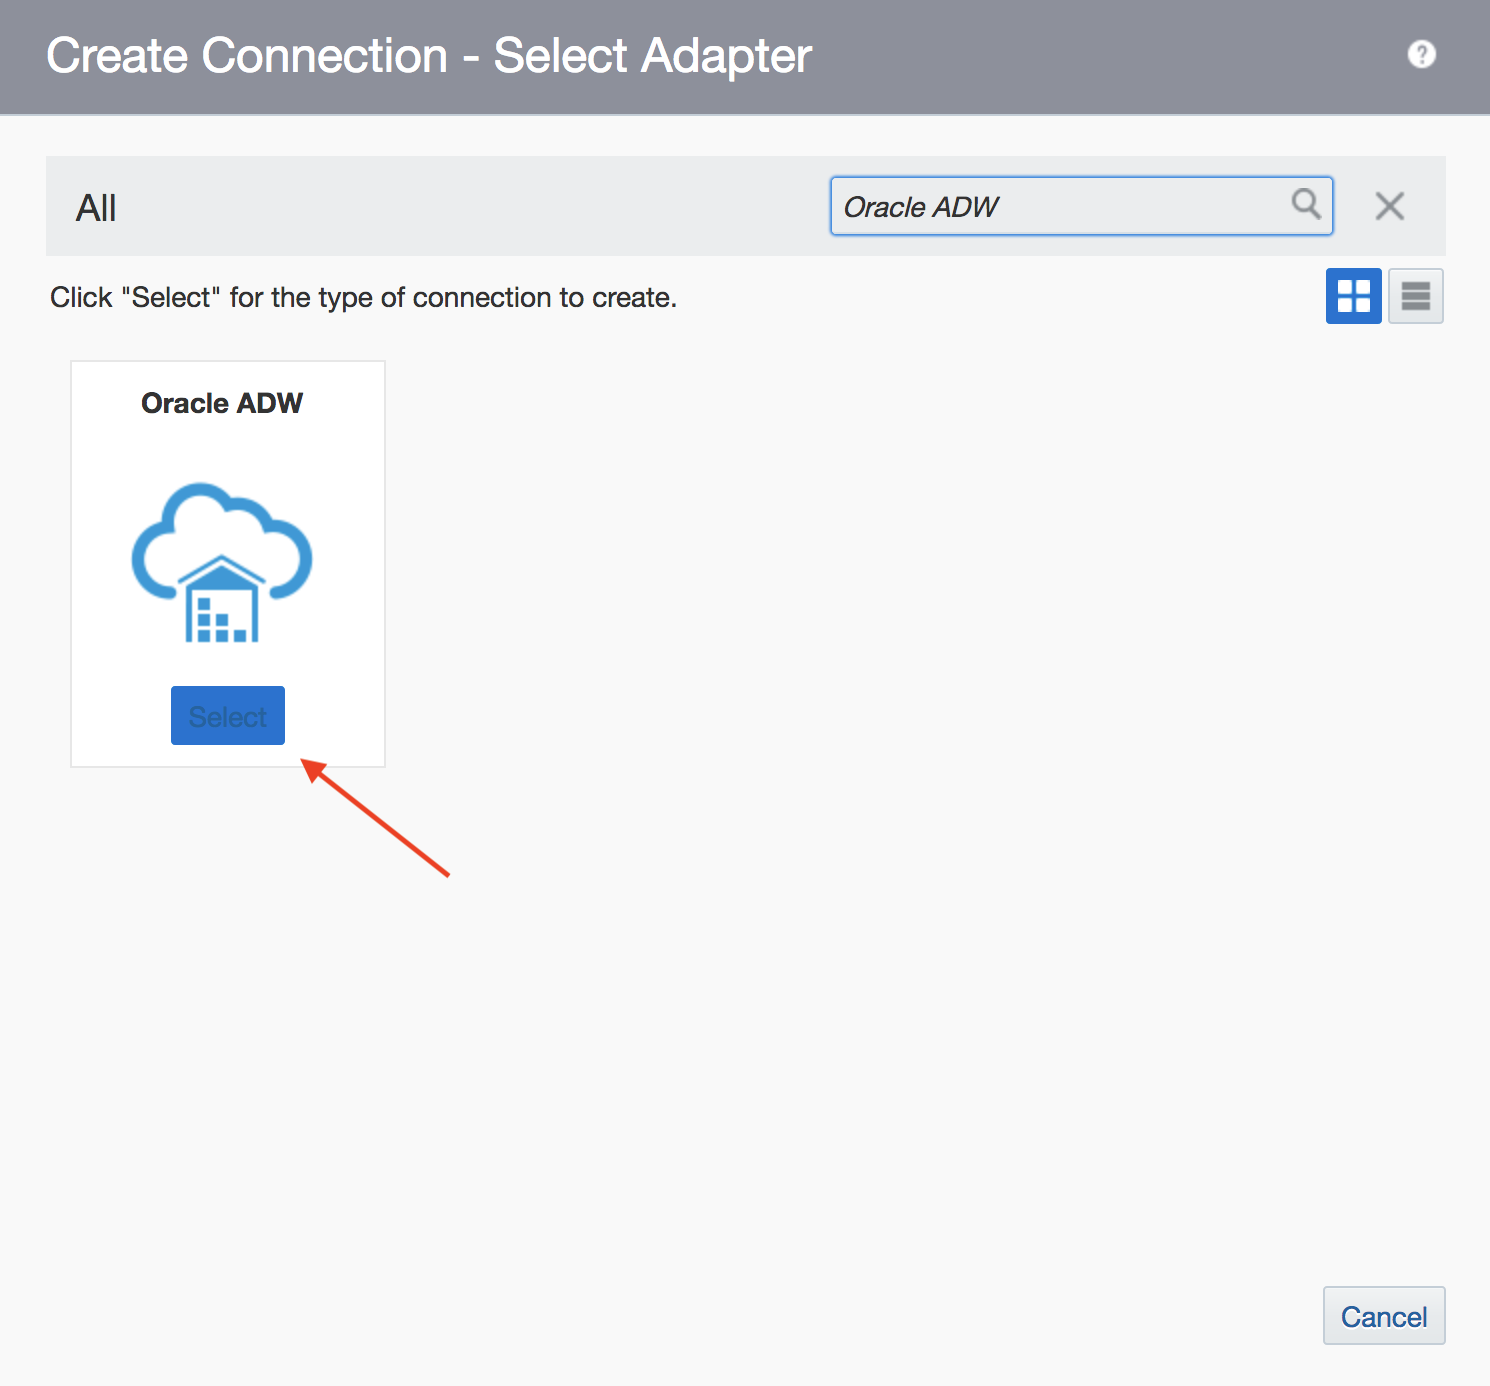 Create Connection - Select Adapter
?
All
Oracle ADW
Click "Select" for the type of connection to create.
Oracle ADW
Select
Cancel